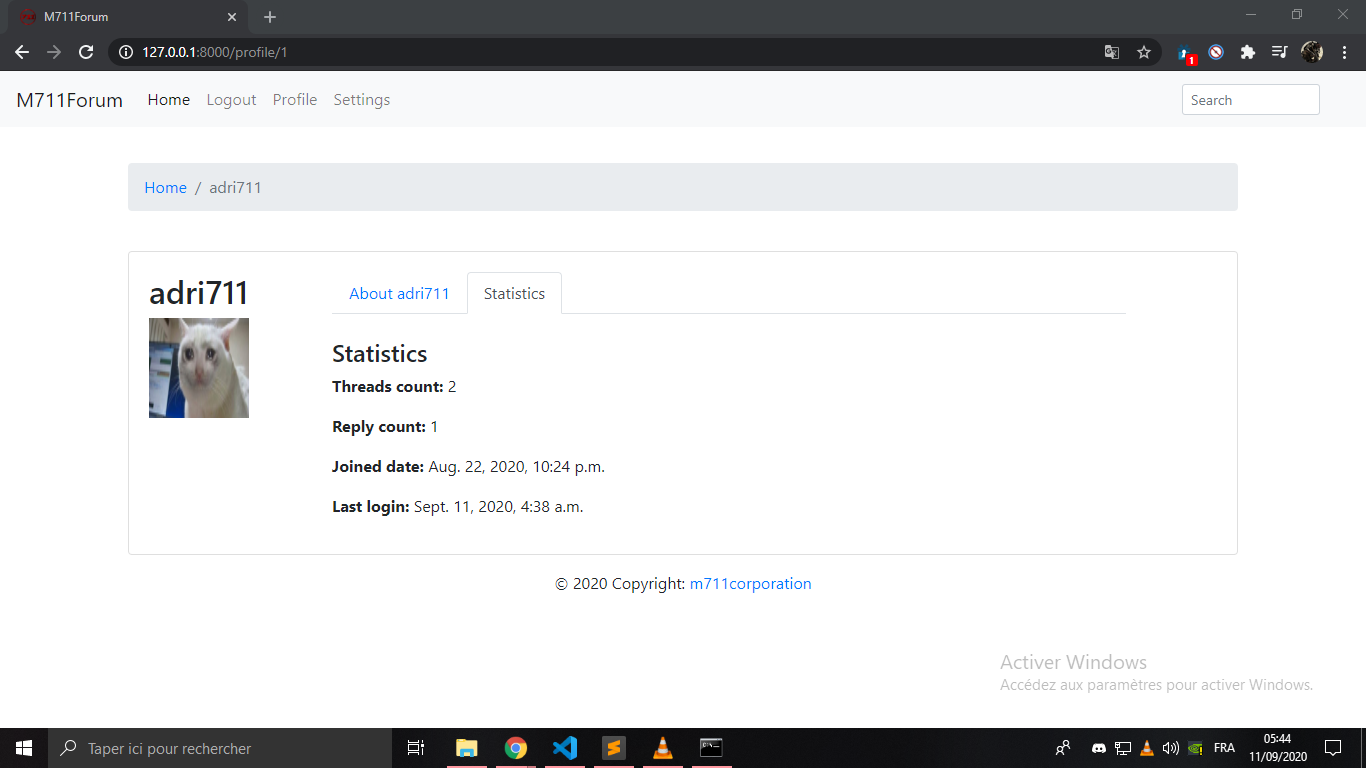 M711Forum
127.0.0.1:8000/profile/1
1
M711Forum Home Logout Profile Settings Search
Home / adri711
adri711
About adri711 Statistics
Statistics
Threads count: 2
Reply count: 1
Joined date: Aug. 22, 2020, 10:24 p.m.
Last login: Sept. 11, 2020, 4:38 a.m.
© 2020 Copyright: m711corporation
Activer Windows
Accédez aux paramètres pour activer Windows.
Taper ici pour rechercher
FRA
05:44
11/09/2020